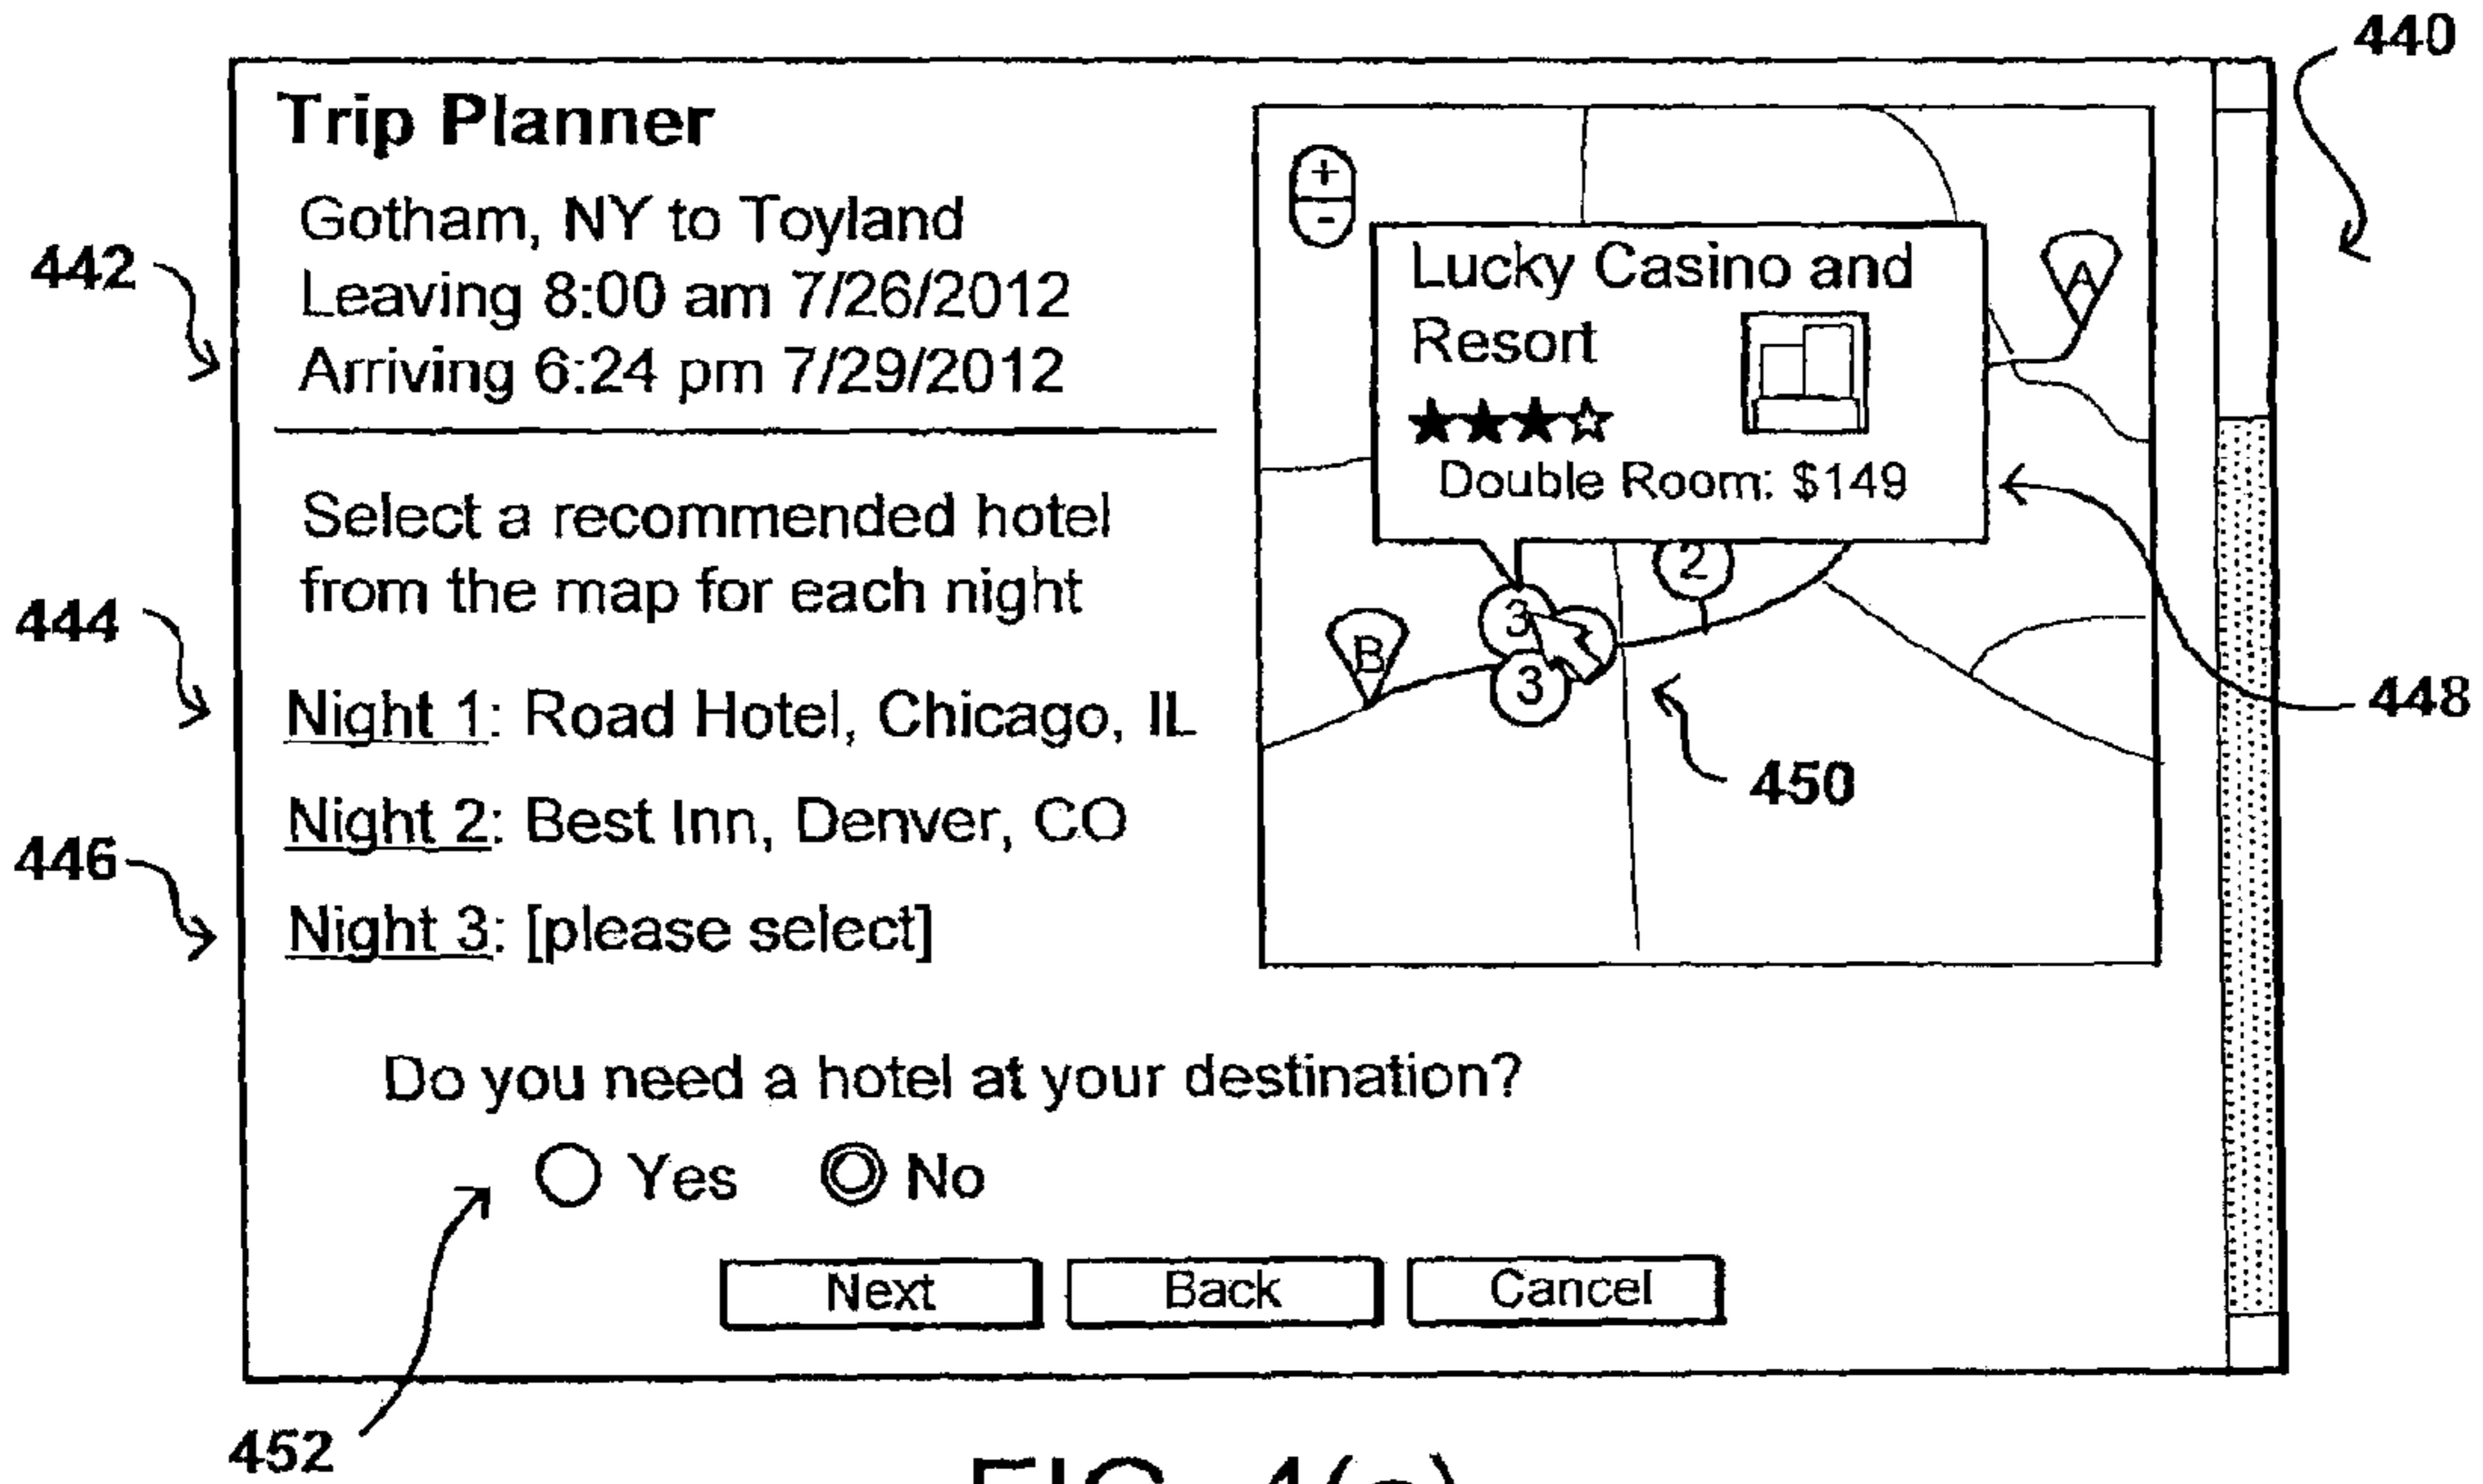 440
Trip Planner
Gotham, NY to Toyland
Leaving 8:00 am 7/26/2012
Arriving 6:24 pm 7/29/2012
442
+
-
Lucky Casino and
Resort
Double Room: $149
A
Select a recommended hotel
from the map for each night
444
2
3
3
B
448
450
Night 1: Road Hotel, Chicago, IL
Night 2: Best Inn, Denver, CO
446
Night 3: [please select]
Do you need a hotel at your destination?
Yes No
Next Back Cancel
452